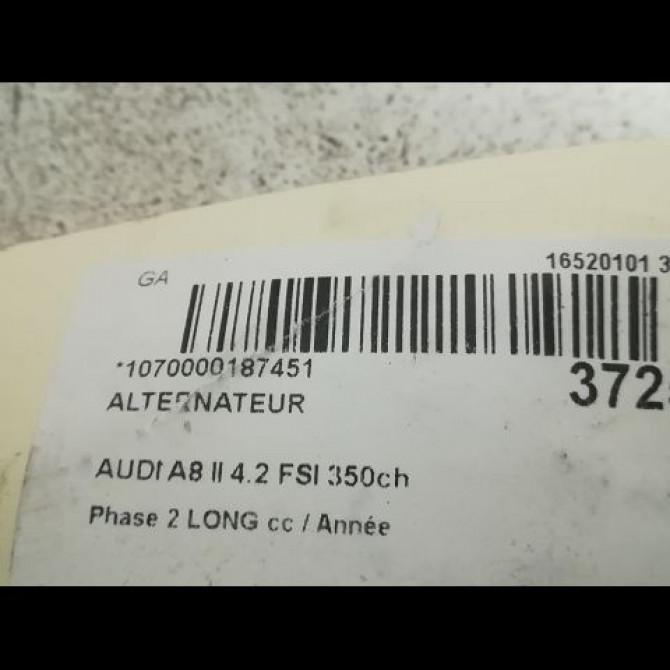 16520101 3
GA
*1070000187451
372
ALTERNATEUR
AUDI A8 II 4.2 FSI 350ch
Phase 2 LONG cc / Année